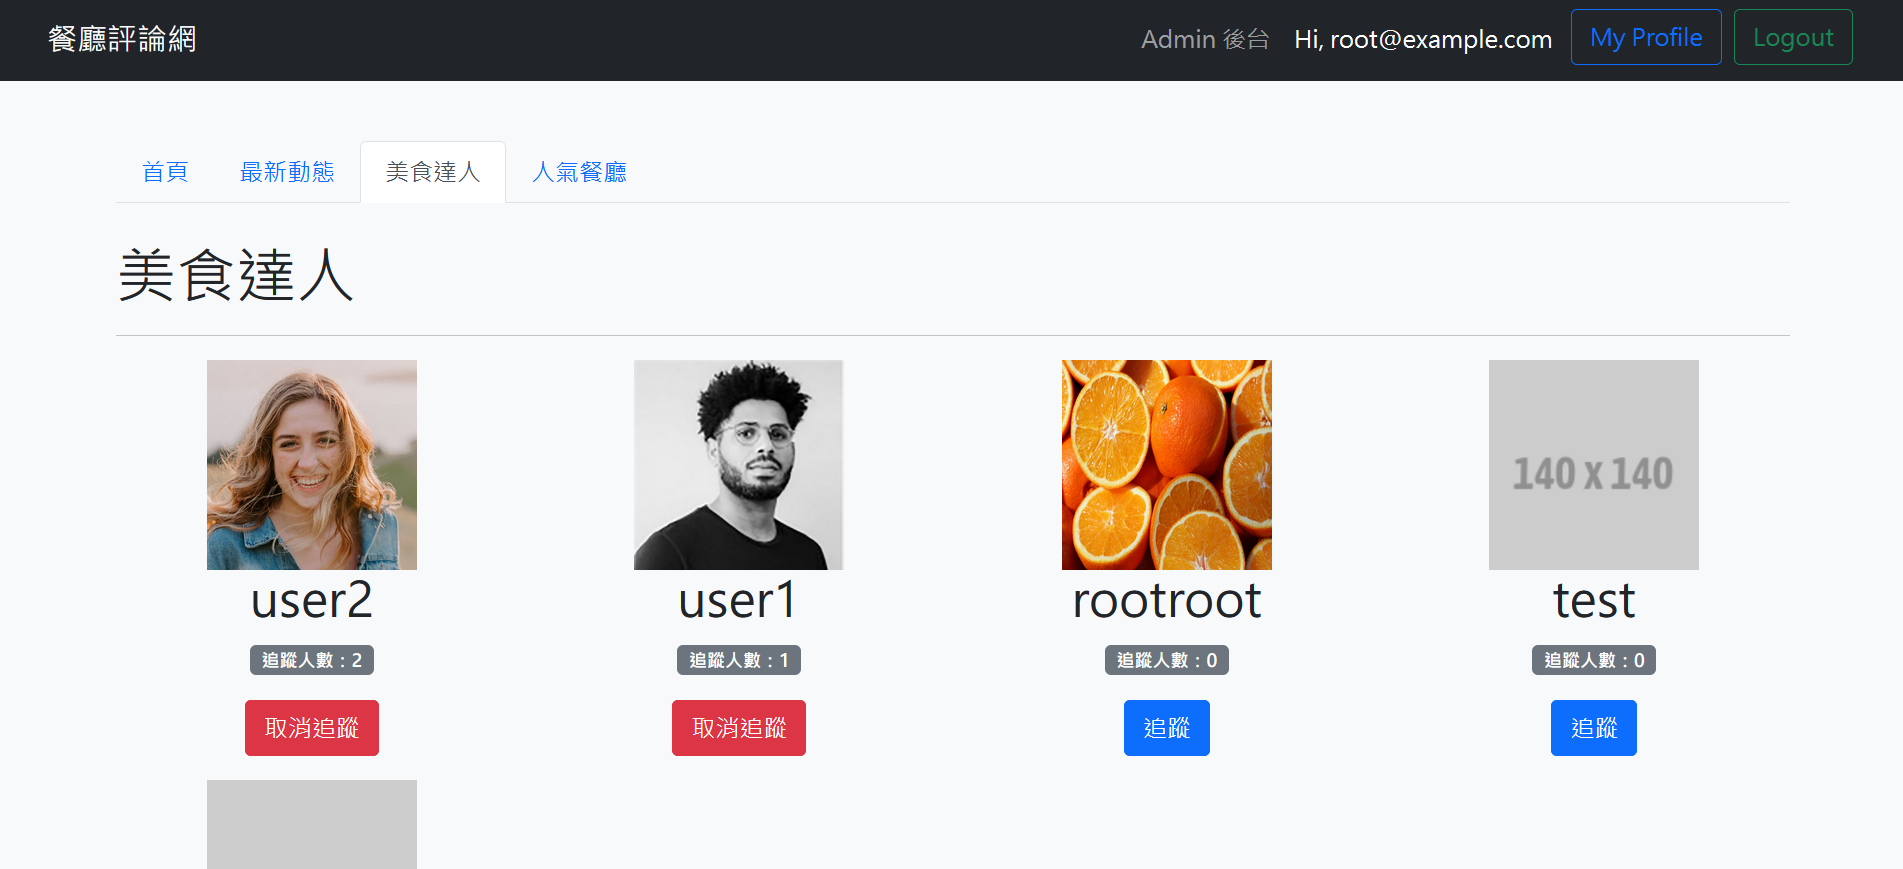 餐廳評論網 Admin 後台 Hi, root@example.com My Profile Logout
首頁 最新動態 美食達人 人氣餐廳
美食達人
140 x 140
user2 user1 rootroot test
追蹤人數：2 追蹤人數：1 追蹤人數：0 追蹤人數：0
取消追蹤 取消追蹤 追蹤 追蹤